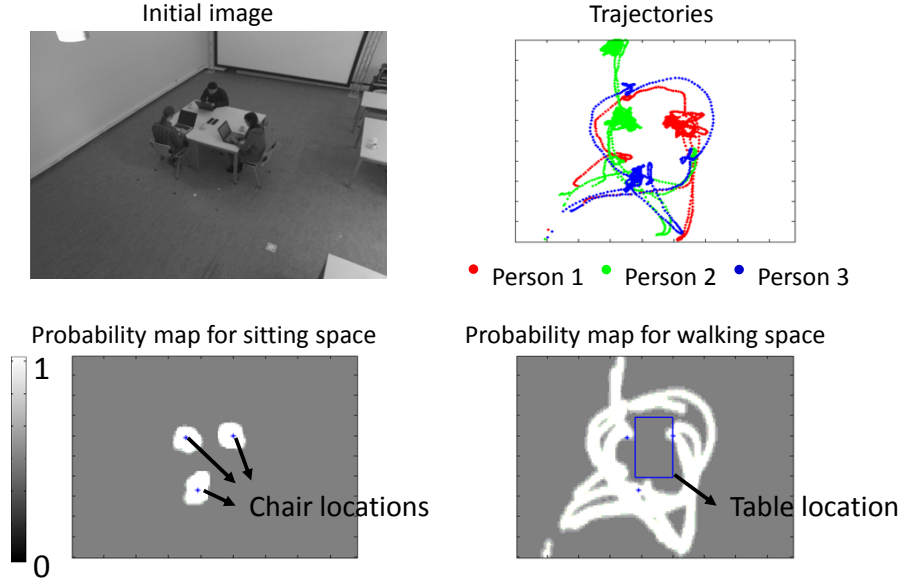 Initial image
Trajectories
Person 1
Person 2
Person 3
Probability map for sitting space
Probability map for walking space
1
0
Chair locations
Table location